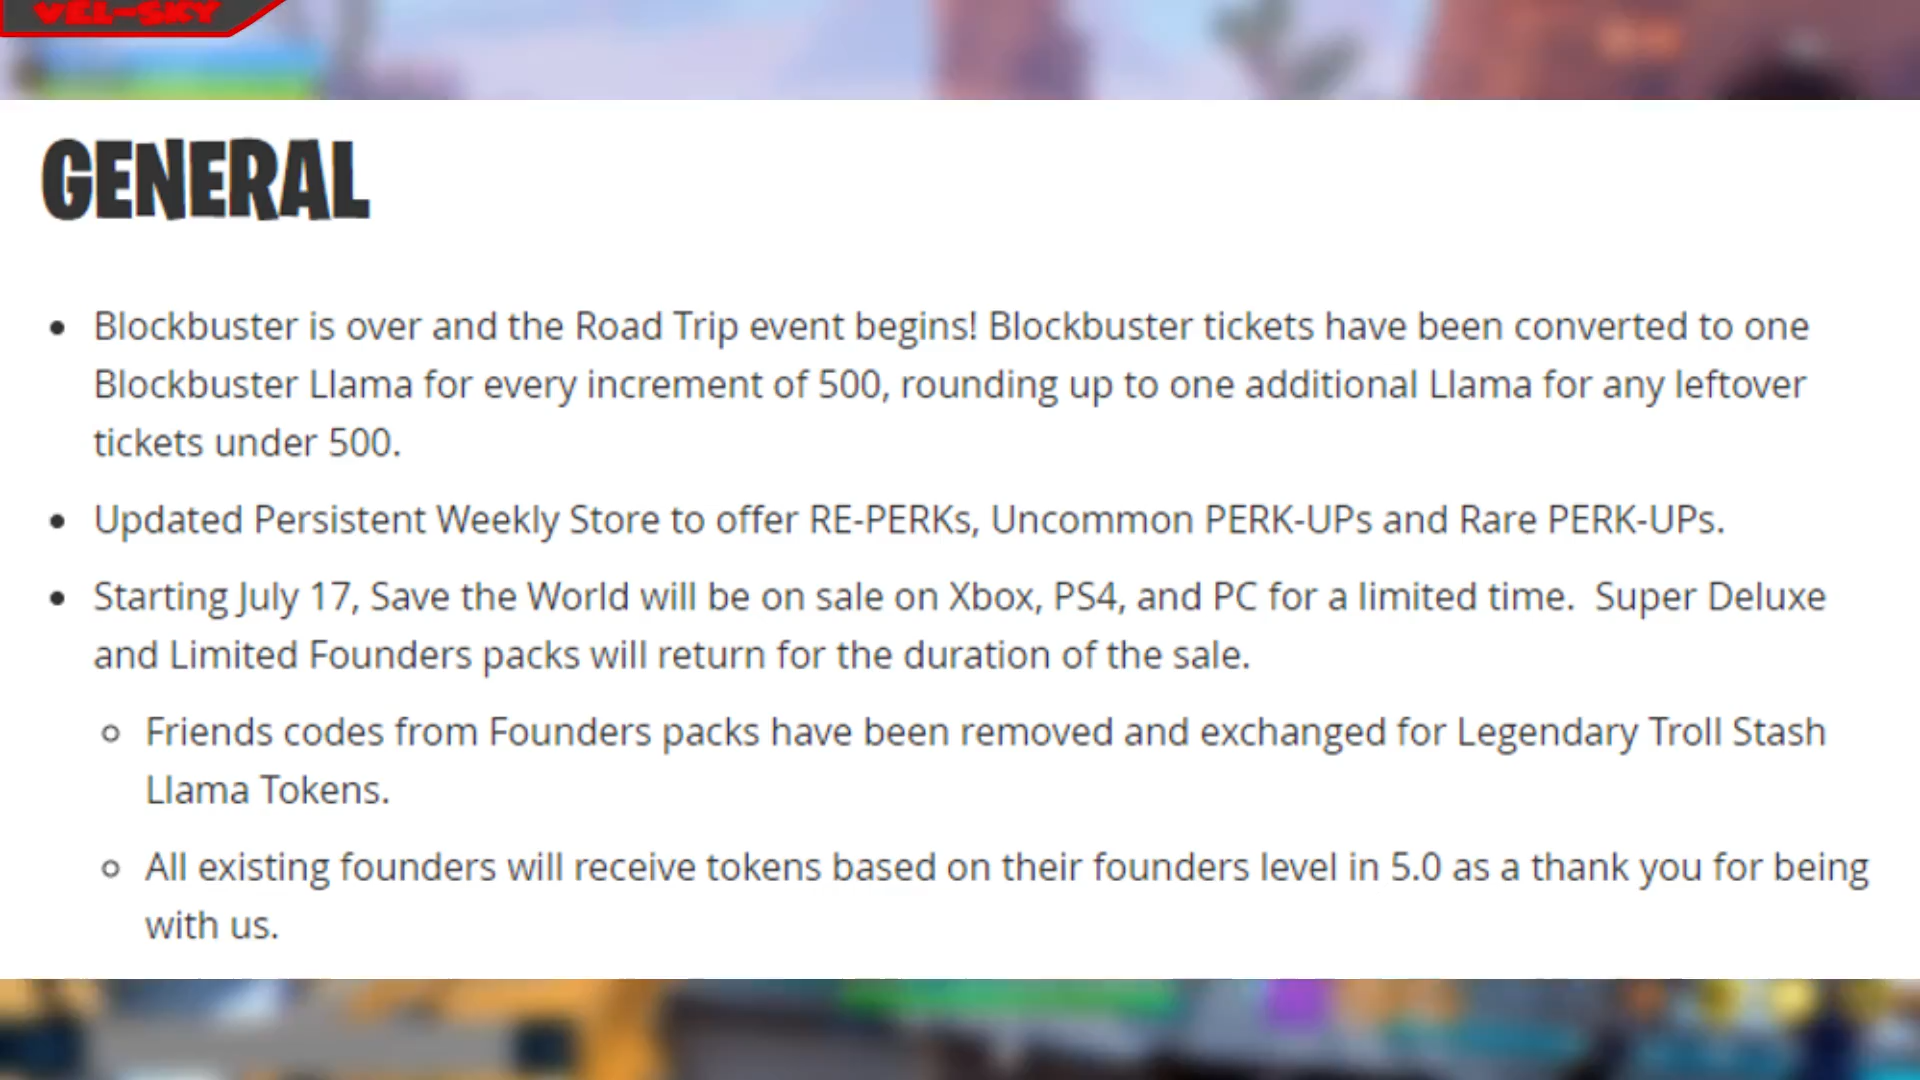 VEL-SKY
GENERAL
• Blockbuster is over and the Road Trip event begins! Blockbuster tickets have been converted to one
Blockbuster Llama for every increment of 500, rounding up to one additional Llama for any leftover
tickets under 500.
• Updated Persistent Weekly Store to offer RE-PERKs, Uncommon PERK-UPs and Rare PERK-UPs.
• Starting July 17, Save the World will be on sale on Xbox, PS4, and PC for a limited time.  Super Deluxe
and Limited Founders packs will return for the duration of the sale.
○ Friends codes from Founders packs have been removed and exchanged for Legendary Troll Stash
Llama Tokens.
○ All existing founders will receive tokens based on their founders level in 5.0 as a thank you for being
with us.